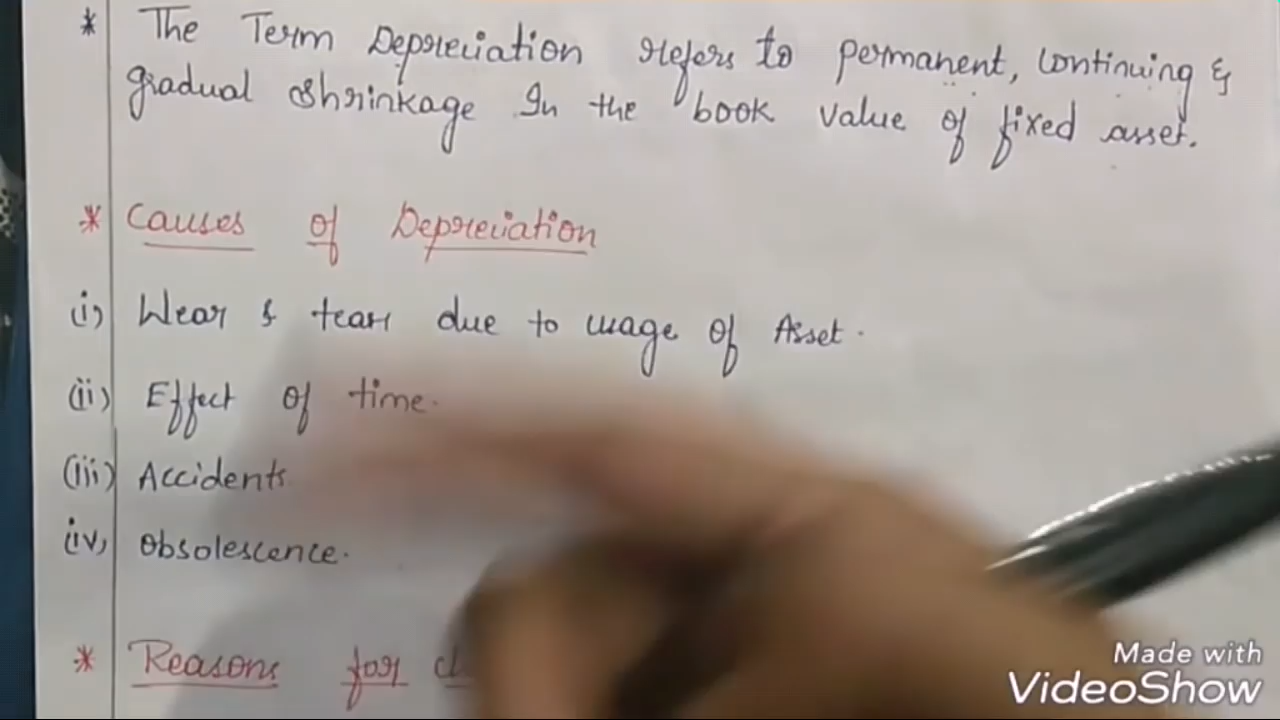 * The Term Depreciation refers to permanent, continuing &
gradual shrinkage In the book value of fixed asset.
* Causes of Depreciation
(i) Wear & tear due to usage of Asset.
(ii) Effect of time.
(iii) Accidents
(iv) Obsolescence.
* Reasons for
Made with
VideoShow